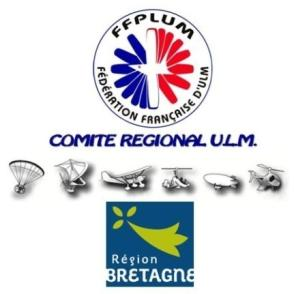 FFPLUM
FÉDÉRATION FRANÇAISE D'ULM
COMITE REGIONAL U.L.M.
Région
BRETAGNE